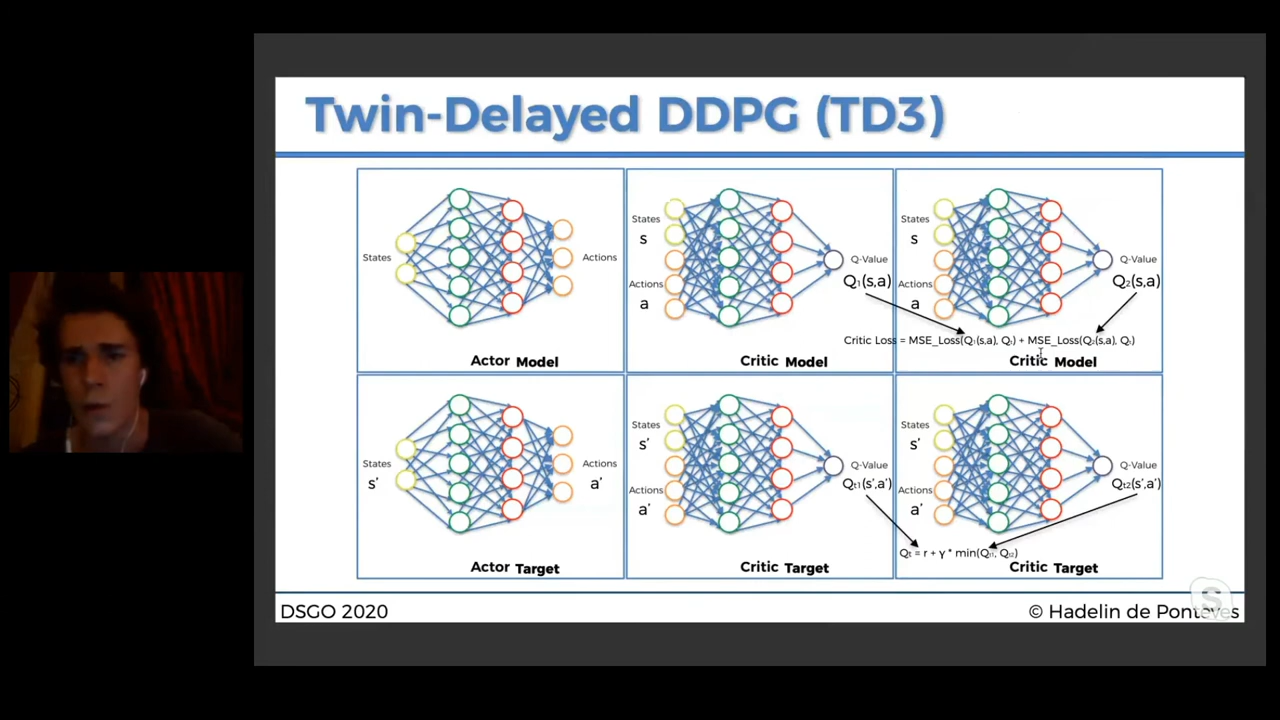 Twin-Delayed DDPG (TD3)
States
Actions
Actor Model
States
s
Actions
a
Q-Value
Q₁(s,a)
Critic Model
States
s
Actions
a
Q-Value
Q₂(s,a)
Critic Loss = MSE_Loss(Q₁(s,a), Qₜ) + MSE_Loss(Q₂(s,a), Qₜ)
Critic Model
States
s’
Actions
a’
Actor Target
States
s’
Actions
a’
Q-Value
Qₜ₁(s’,a’)
Critic Target
States
s’
Actions
a’
Q-Value
Qₜ₂(s’,a’)
Qₜ = r + γ * min(Qₜ₁, Qₜ₂)
Critic Target
DSGO 2020
© Hadelin de Ponteves